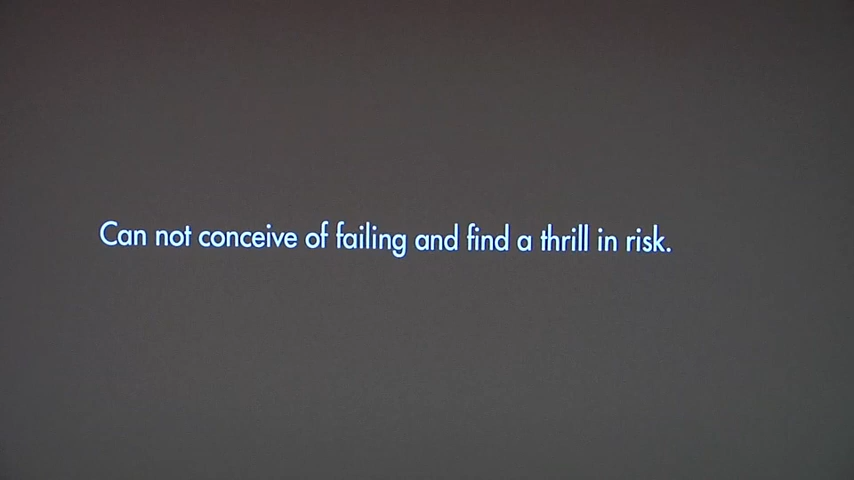 Can not conceive of failing and find a thrill in risk.